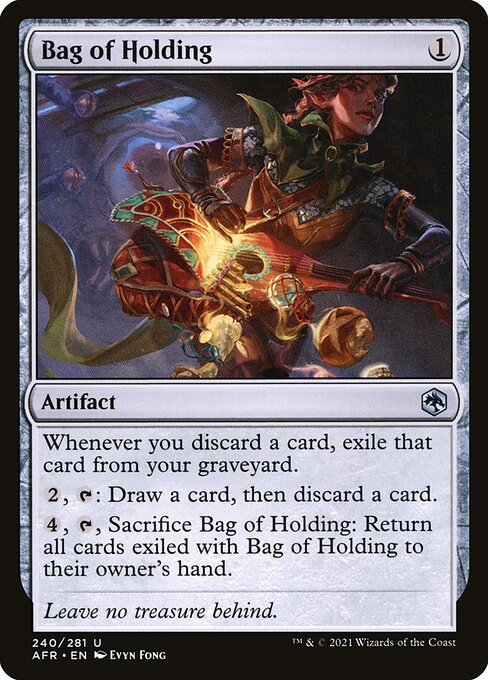 Bag of Holding 1
Artifact
Whenever you discard a card, exile that
card from your graveyard.
2, : Draw a card, then discard a card.
4, , Sacrifice Bag of Holding: Return
all cards exiled with Bag of Holding to
their owner's hand.
Leave no treasure behind.
240/281 U
AFR • EN Evyn Fong
™ & © 2021 Wizards of the Coast